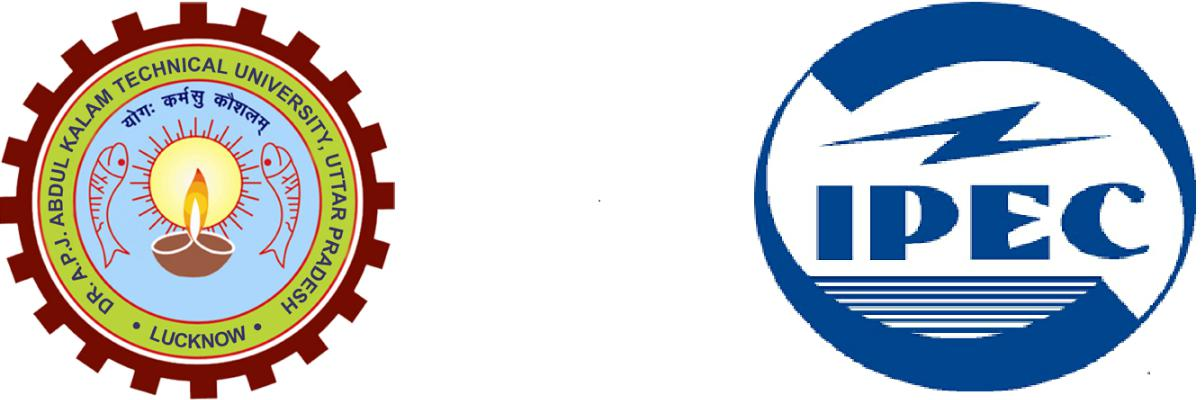 DR. A.P.J. ABDUL KALAM TECHNICAL UNIVERSITY, UTTAR PRADESH
योगः कर्मसु कौशलम्
• LUCKNOW •
IPEC